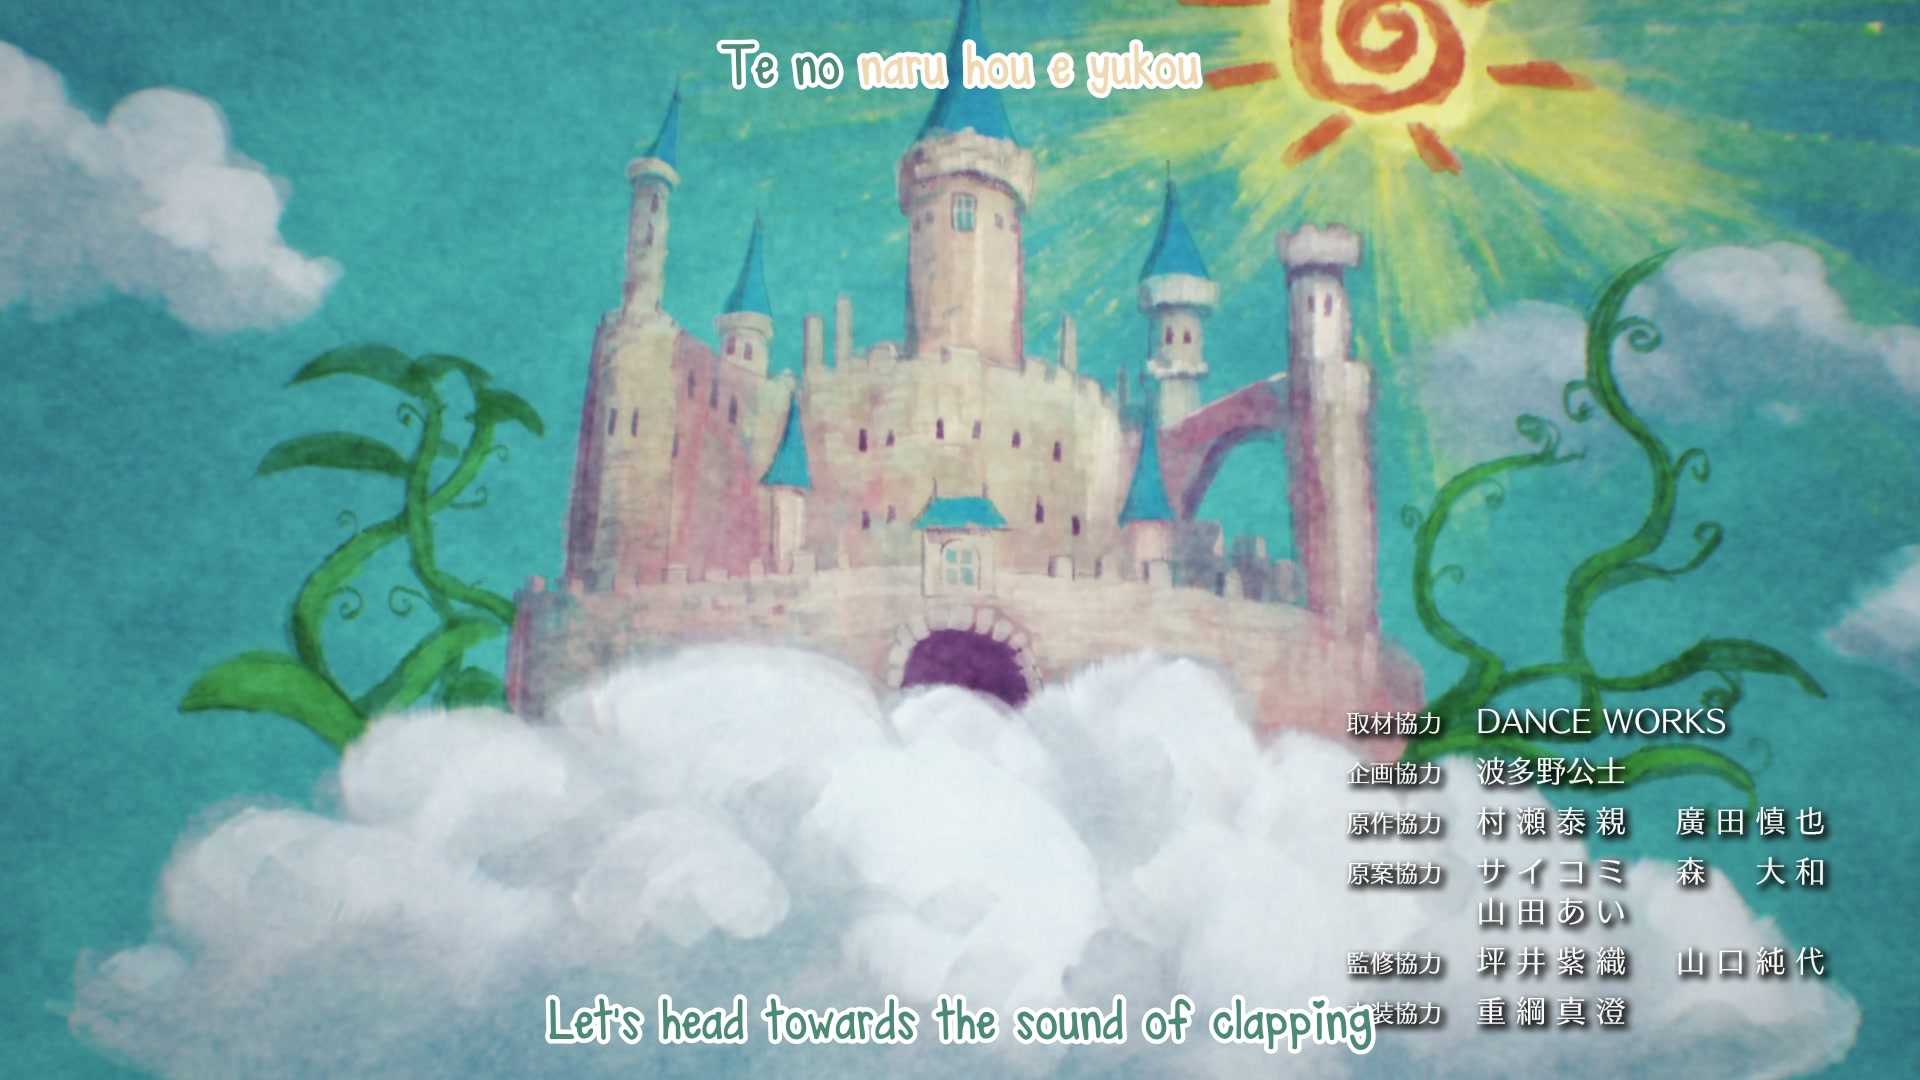 Te no naru hou e yukou
取材協力 DANCE WORKS
企画協力 波多野公士
原作協力 村瀬泰親 廣田慎也
原案協力 サイコミ 森 大和
山田あい
監修協力 坪井紫織 山口純代
装協力 重綱真澄
Let's head towards the sound of clapping